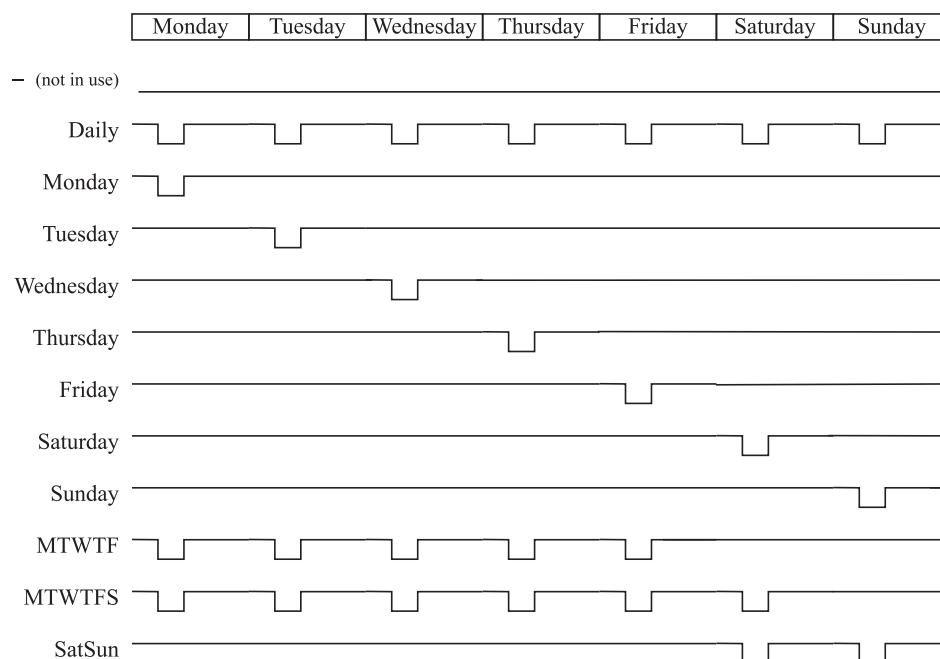 Monday Tuesday Wednesday Thursday Friday Saturday Sunday
– (not in use)
Daily
Monday
Tuesday
Wednesday
Thursday
Friday
Saturday
Sunday
MTWTF
MTWTFS
SatSun